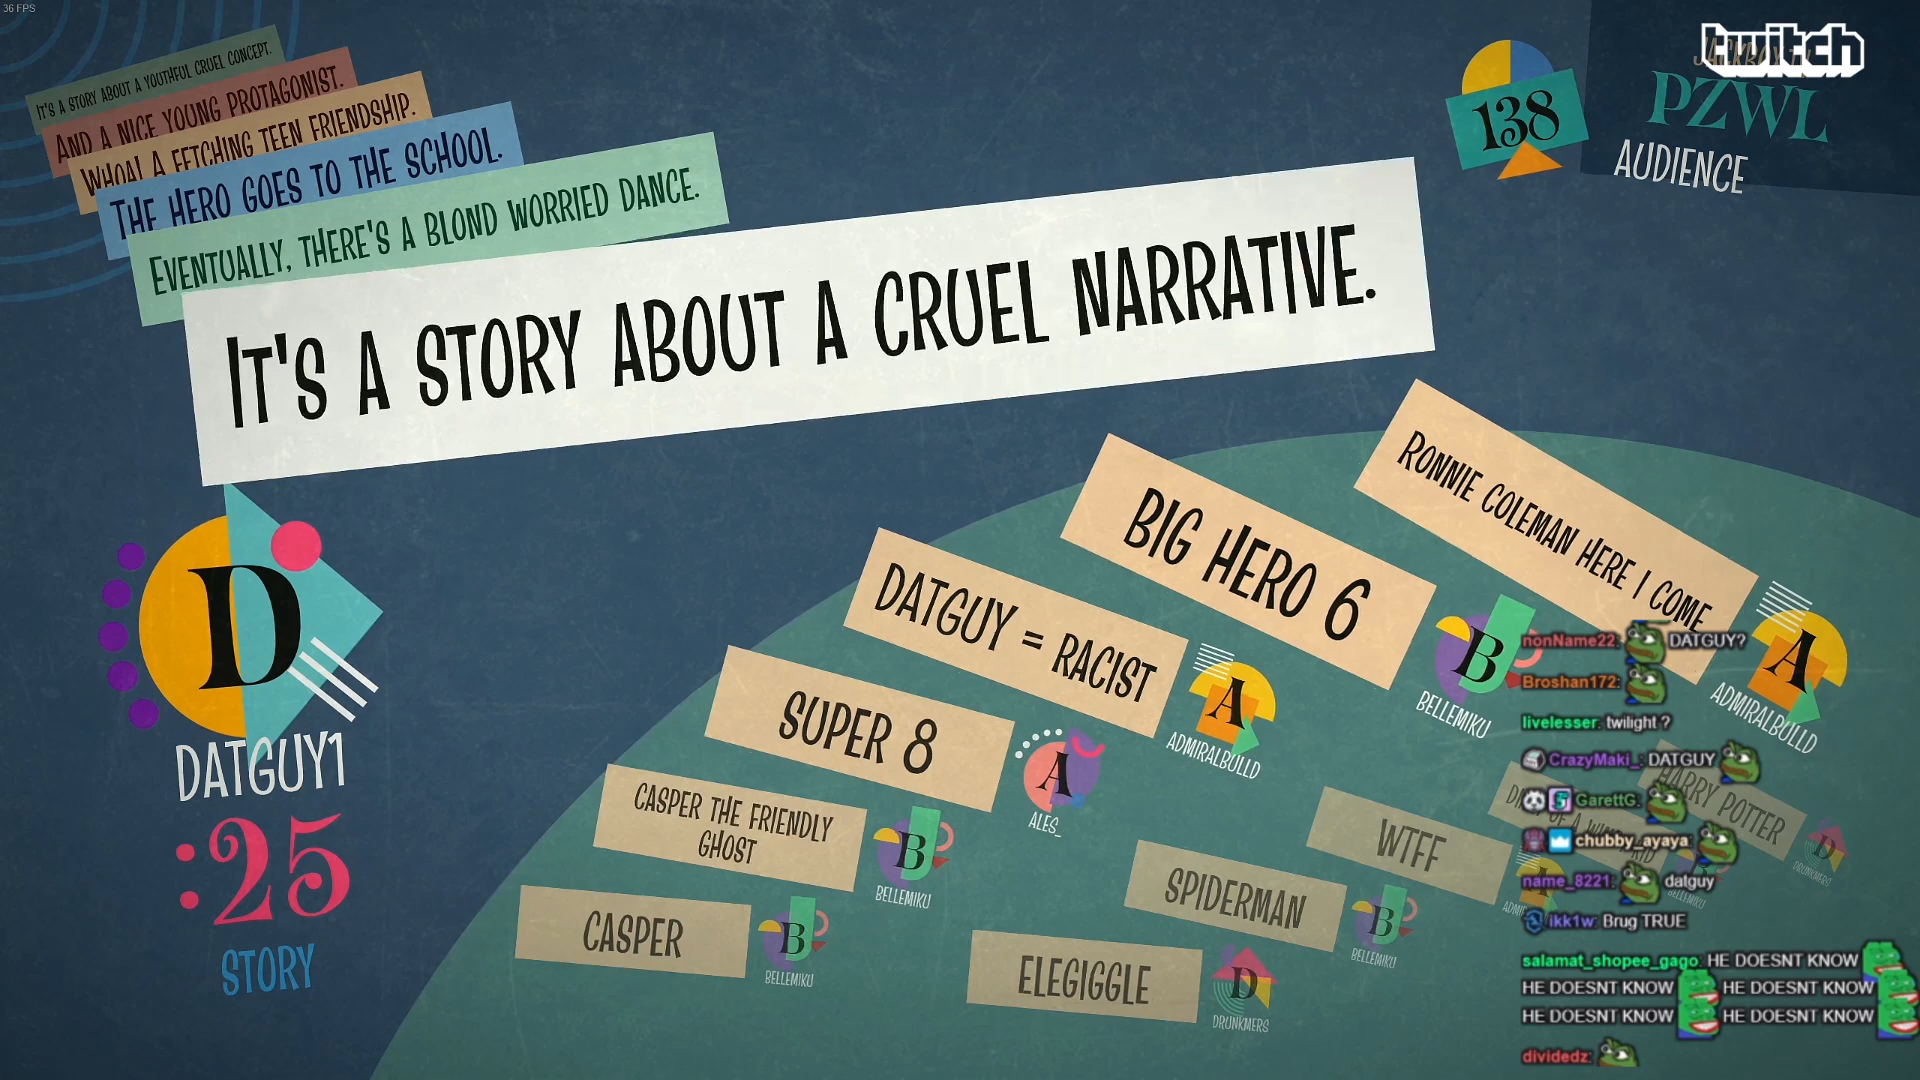 36 FPS
IT'S A STORY ABOUT A YOUTHFUL CRUEL CONCEPT.
AND A NICE YOUNG PROTAGONIST.
WHOA! A FETCHING TEEN FRIENDSHIP.
THE HERO GOES TO THE SCHOOL.
EVENTUALLY, THERE'S A BLOND WORRIED DANCE.
IT'S A STORY ABOUT A CRUEL NARRATIVE.
twitch
138
PZWL
AUDIENCE
D
DATGUY1
:25
STORY
RONNIE COLEMAN HERE I COME
A
ADMIRALBULLD
BIG HERO 6
B
BELLEMIKU
DATGUY = RACIST
A
ADMIRALBULLD
SUPER 8
A
ALES_
CASPER THE FRIENDLY
GHOST
B
BELLEMIKU
CASPER
B
BELLEMIKU
HARRY POTTER
D
DRUNKMERS
WTFF
SPIDERMAN
B
BELLEMIKU
ELEGIGGLE
D
DRUNKMERS
BELLEMIKU
nonName22: DATGUY?
Broshan172:
livelesser: twilight ?
CrazyMaki_: DATGUY
GarettG:
chubby_ayaya:
name_8221: datguy
ikk1w: Brug TRUE
salamat_shopee_gago: HE DOESNT KNOW
HE DOESNT KNOW HE DOESNT KNOW
HE DOESNT KNOW HE DOESNT KNOW
dividedz: